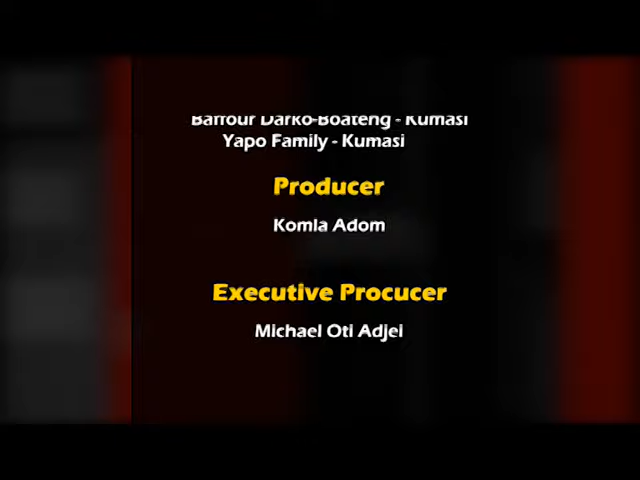 Baffour Darko-Boateng - Kumasi
Yapo Family - Kumasi
Producer
Komla Adom
Executive Procucer
Michael Oti Adjei